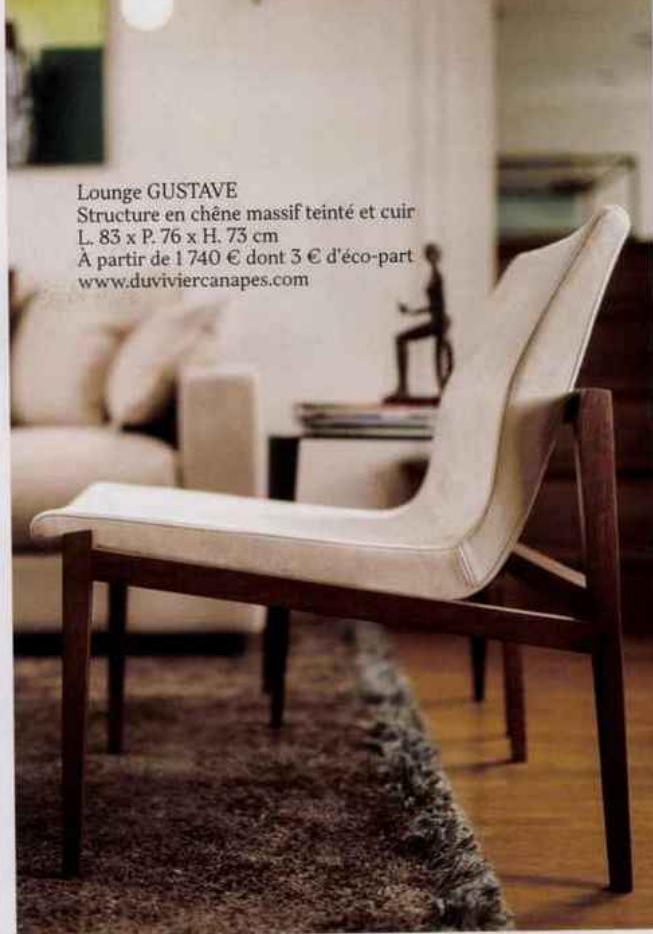 Lounge GUSTAVE
Structure en chêne massif teinté et cuir
L. 83 x P. 76 x H. 73 cm
À partir de 1 740 € dont 3 € d'éco-part
www.duviviercanapes.com